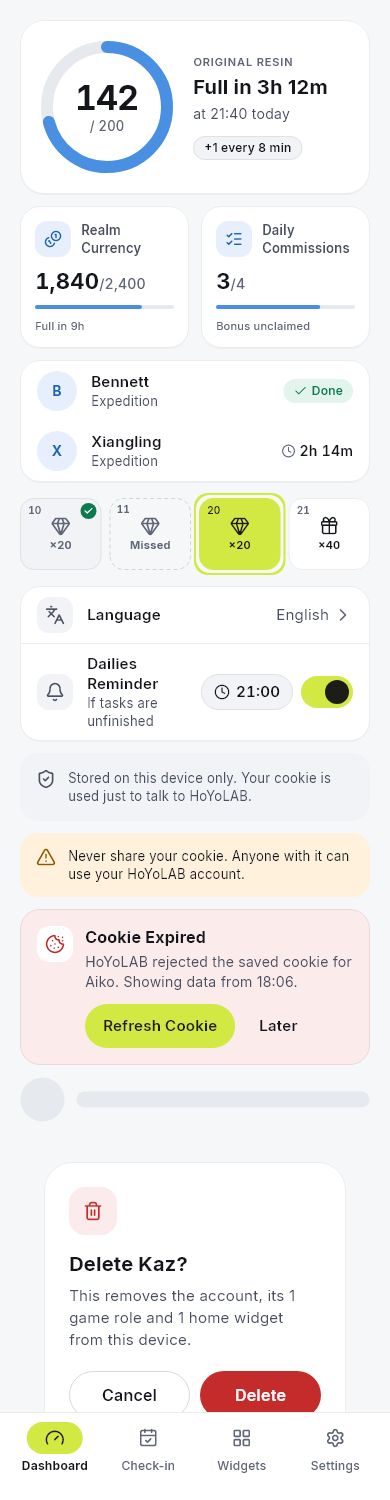 142
/ 200
ORIGINAL RESIN
Full in 3h 12m
at 21:40 today
+1 every 8 min
Realm
Currency
1,840/2,400
Full in 9h
Daily
Commissions
3/4
Bonus unclaimed
B
Bennett
Expedition
Done
X
Xiangling
Expedition
2h 14m
10
×20
11
Missed
20
×20
21
×40
Language
English
Dailies
Reminder
If tasks are
unfinished
21:00
Stored on this device only. Your cookie is
used just to talk to HoYoLAB.
Never share your cookie. Anyone with it can
use your HoYoLAB account.
Cookie Expired
HoYoLAB rejected the saved cookie for
Aiko. Showing data from 18:06.
Refresh Cookie
Later
Delete Kaz?
This removes the account, its 1
game role and 1 home widget
from this device.
Cancel
Delete
Dashboard
Check-in
Widgets
Settings